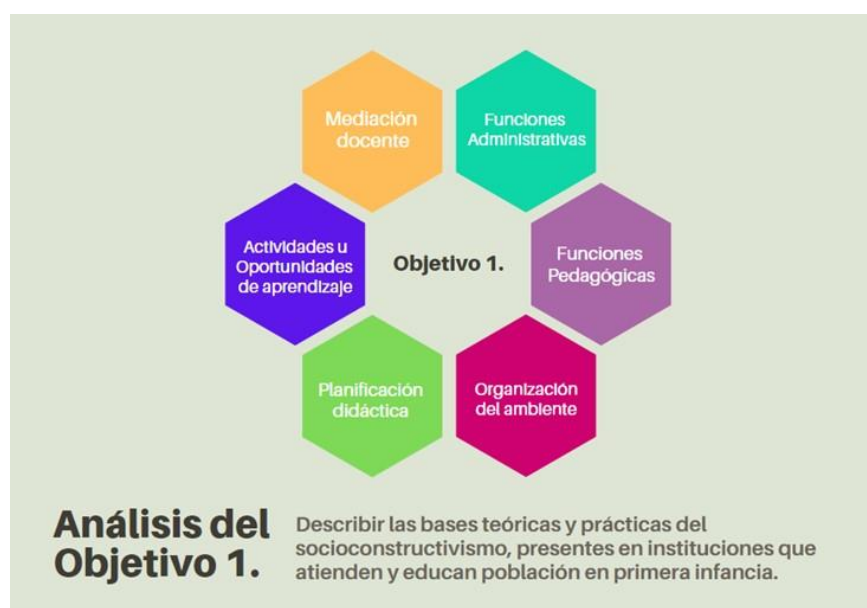 Mediación
docente
Funciones
Administrativas
Actividades u
Oportunidades
de aprendizaje
Objetivo 1.
Funciones
Pedagógicas
Planificación
didáctica
Organización
del ambiente
Análisis del
Objetivo 1.
Describir las bases teóricas y prácticas del
socioconstructivismo, presentes en instituciones que
atienden y educan población en primera infancia.